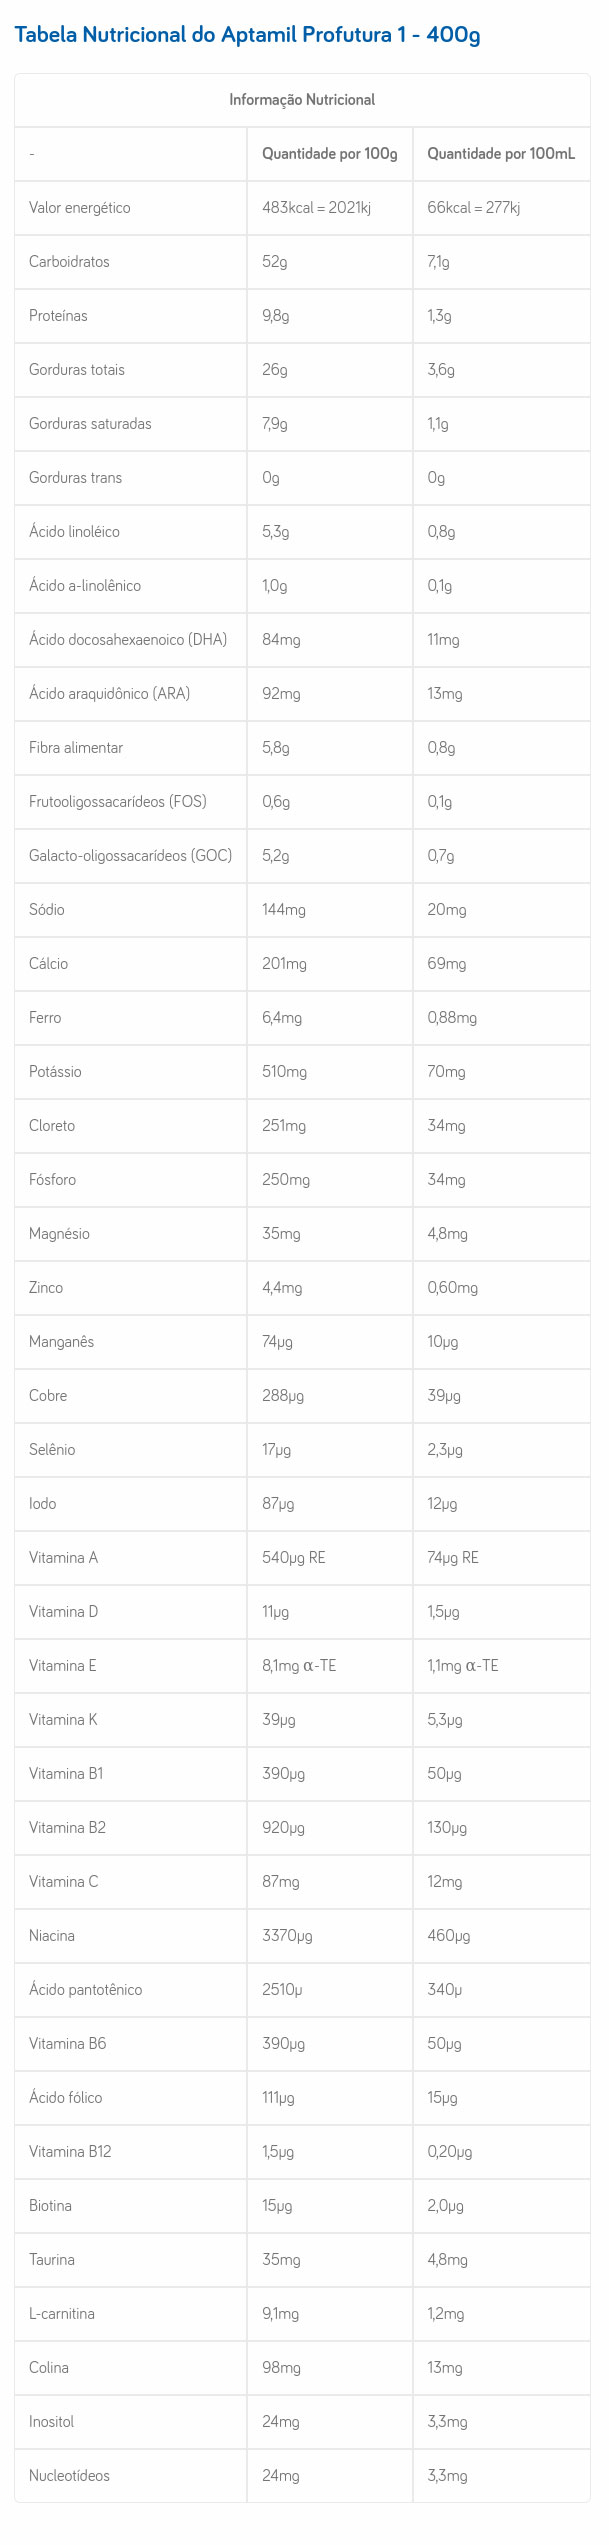 Tabela Nutricional do Aptamil Profutura 1 - 400g
Informação Nutricional
- Quantidade por 100g Quantidade por 100mL
Valor energético 483kcal = 2021kj 66kcal = 277kj
Carboidratos 52g 7,1g
Proteínas 9,8g 1,3g
Gorduras totais 26g 3,6g
Gorduras saturadas 7,9g 1,1g
Gorduras trans 0g 0g
Ácido linoléico 5,3g 0,8g
Ácido a-linolênico 1,0g 0,1g
Ácido docosahexaenoico (DHA) 84mg 11mg
Ácido araquidônico (ARA) 92mg 13mg
Fibra alimentar 5,8g 0,8g
Frutooligossacarídeos (FOS) 0,6g 0,1g
Galacto-oligossacarídeos (GOC) 5,2g 0,7g
Sódio 144mg 20mg
Cálcio 201mg 69mg
Ferro 6,4mg 0,88mg
Potássio 510mg 70mg
Cloreto 251mg 34mg
Fósforo 250mg 34mg
Magnésio 35mg 4,8mg
Zinco 4,4mg 0,60mg
Manganês 74µg 10µg
Cobre 288µg 39µg
Selênio 17µg 2,3µg
Iodo 87µg 12µg
Vitamina A 540µg RE 74µg RE
Vitamina D 11µg 1,5µg
Vitamina E 8,1mg α-TE 1,1mg α-TE
Vitamina K 39µg 5,3µg
Vitamina B1 390µg 50µg
Vitamina B2 920µg 130µg
Vitamina C 87mg 12mg
Niacina 3370µg 460µg
Ácido pantotênico 2510µ 340µ
Vitamina B6 390µg 50µg
Ácido fólico 111µg 15µg
Vitamina B12 1,5µg 0,20µg
Biotina 15µg 2,0µg
Taurina 35mg 4,8mg
L-carnitina 9,1mg 1,2mg
Colina 98mg 13mg
Inositol 24mg 3,3mg
Nucleotídeos 24mg 3,3mg